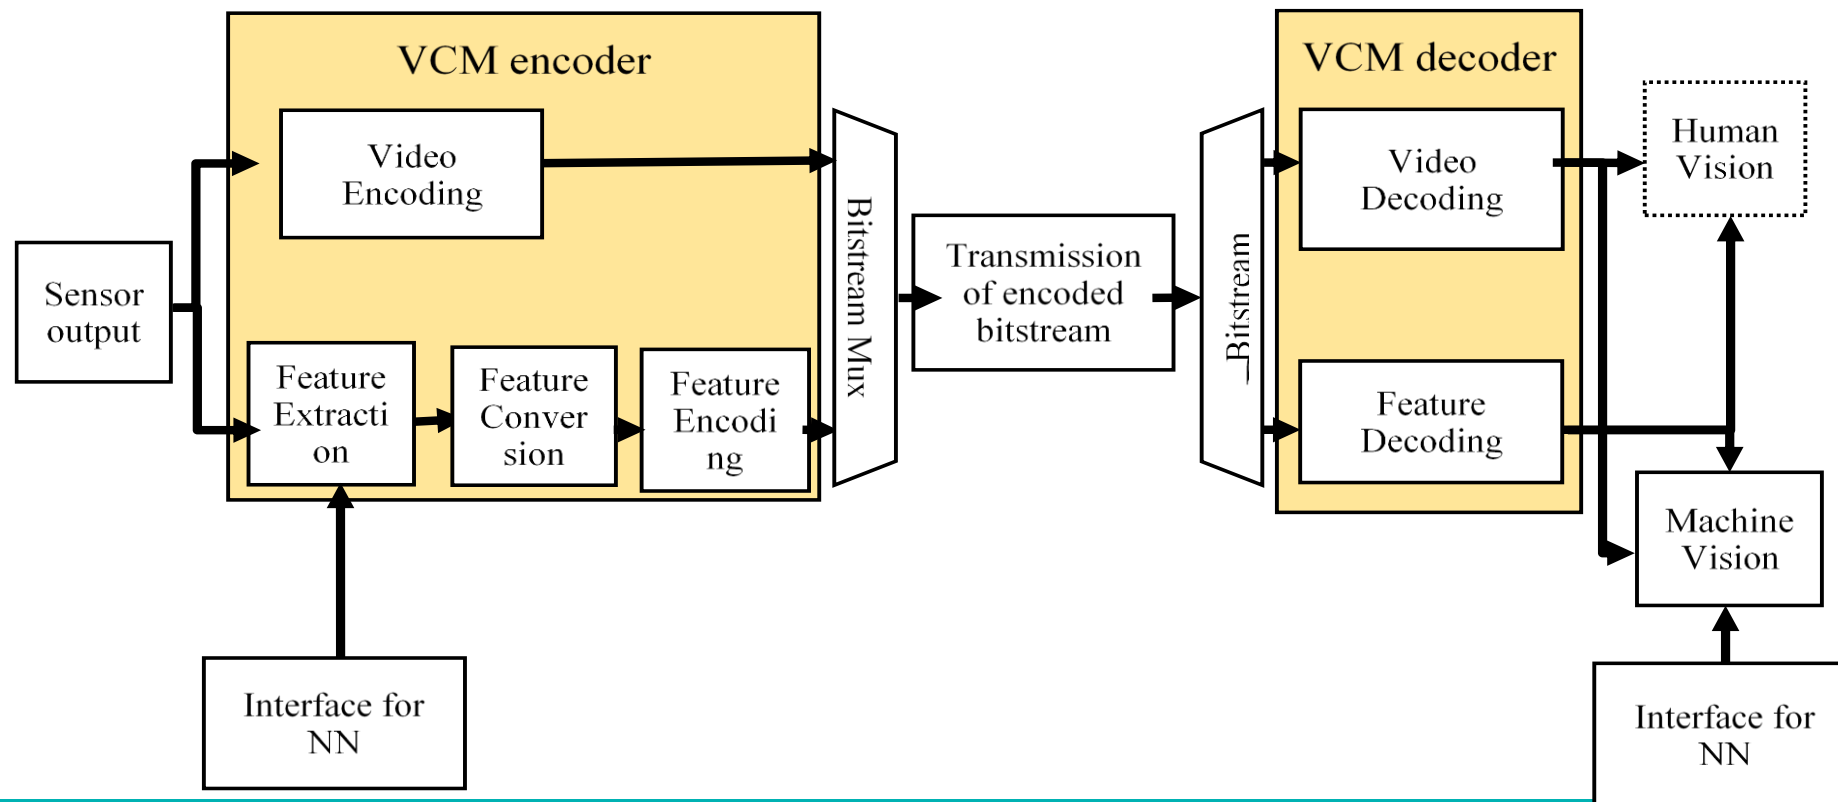 VCM encoder
VCM decoder
Video
Encoding
Bitstream Mux
Sensor
output
Feature
Extracti
on
Feature
Conver
sion
Feature
Encodi
ng
Interface for
NN
Transmission
of encoded
bitstream
Bitstream
Video
Decoding
Feature
Decoding
Human
Vision
Machine
Vision
Interface for
NN